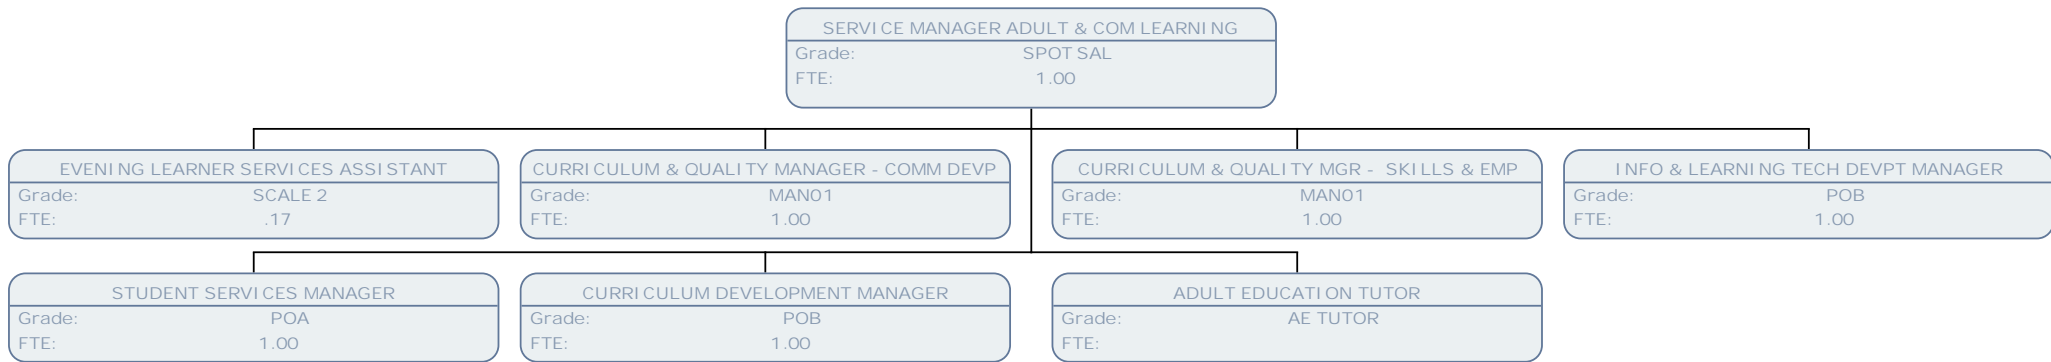 SERVICE MANAGER ADULT & COM LEARNING
Grade: SPOT SAL
FTE: 1.00
EVENING LEARNER SERVICES ASSISTANT
Grade: SCALE 2
FTE: .17
CURRICULUM & QUALITY MANAGER - COMM DEVP
Grade: MAN01
FTE: 1.00
CURRICULUM & QUALITY MGR - SKILLS & EMP
Grade: MAN01
FTE: 1.00
INFO & LEARNING TECH DEVPT MANAGER
Grade: POB
FTE: 1.00
STUDENT SERVICES MANAGER
Grade: POA
FTE: 1.00
CURRICULUM DEVELOPMENT MANAGER
Grade: POB
FTE: 1.00
ADULT EDUCATION TUTOR
Grade: AE TUTOR
FTE: